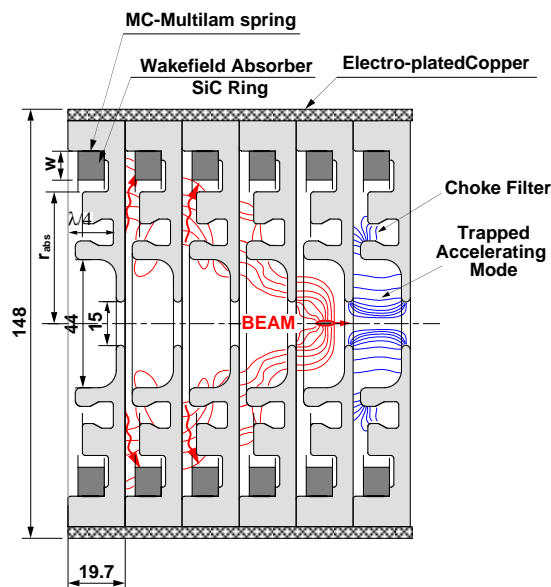 MC-Multilam spring
Wakefield Absorber
SiC Ring
Electro-platedCopper
w
Choke Filter
λ/4
Trapped
Accelerating
Mode
r abs
148
44
15
BEAM
19.7